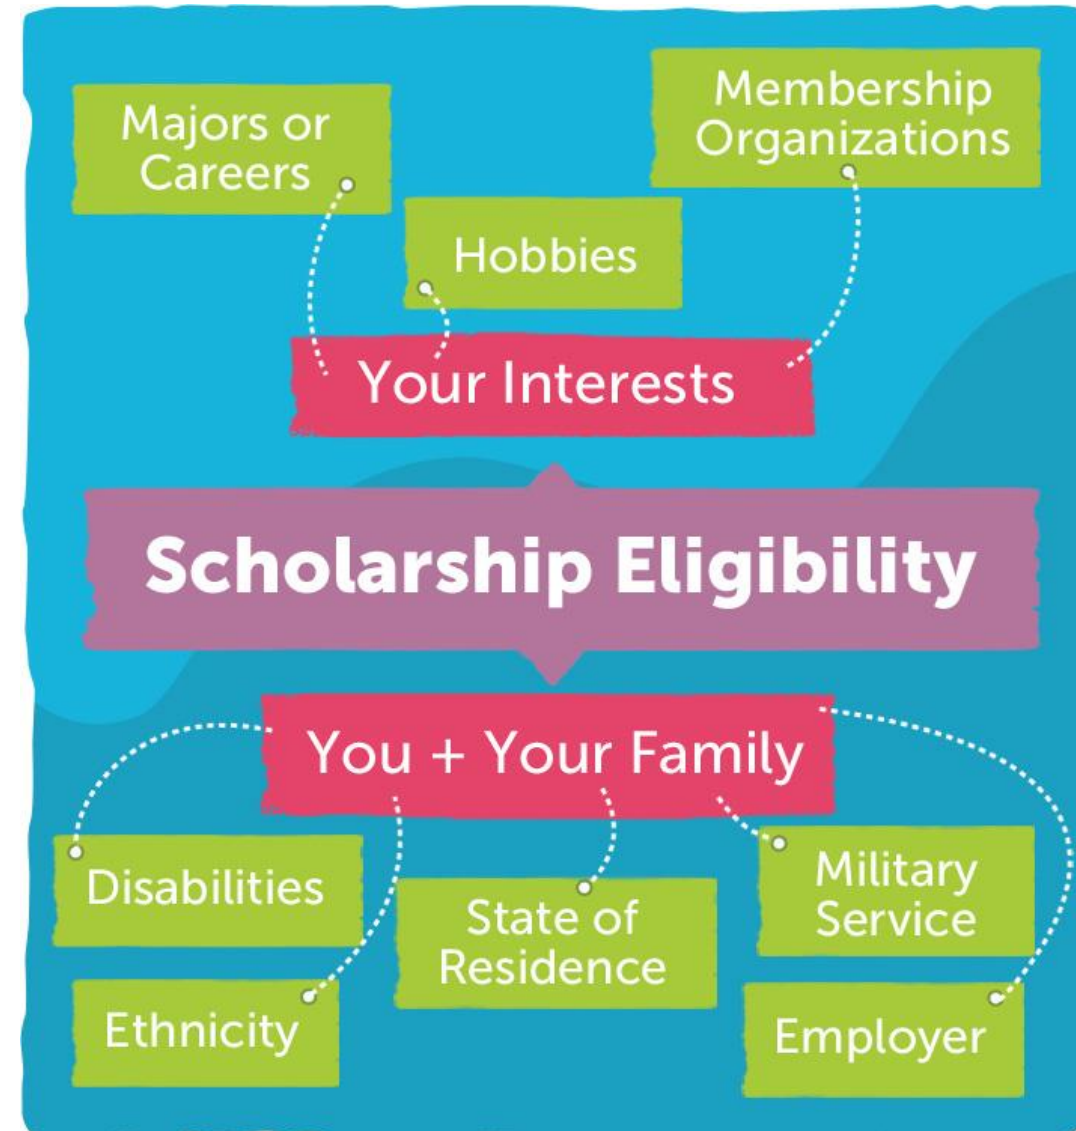 Majors or
Careers
Membership
Organizations
Hobbies
Your Interests
Scholarship Eligibility
You + Your Family
Disabilities
Ethnicity
State of
Residence
Military
Service
Employer